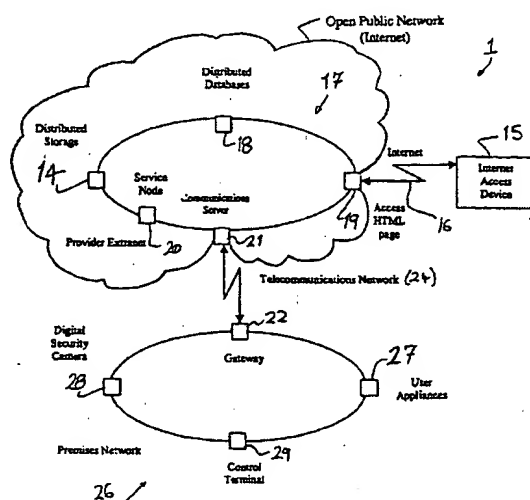 Open Public Network
(Internet)
1
Distributed
Databases
17
Distributed
Storage
18
Internet
15
Internet
Access
Device
14
Service
Node
Communications
Server
19
Access
HTML
page
16
Provider Extranet
20
21
Telecommunications Network (24)
22
Digital
Security
Camera
Gateway
27
28
User
Appliances
Premises Network
29
Control
Terminal
26